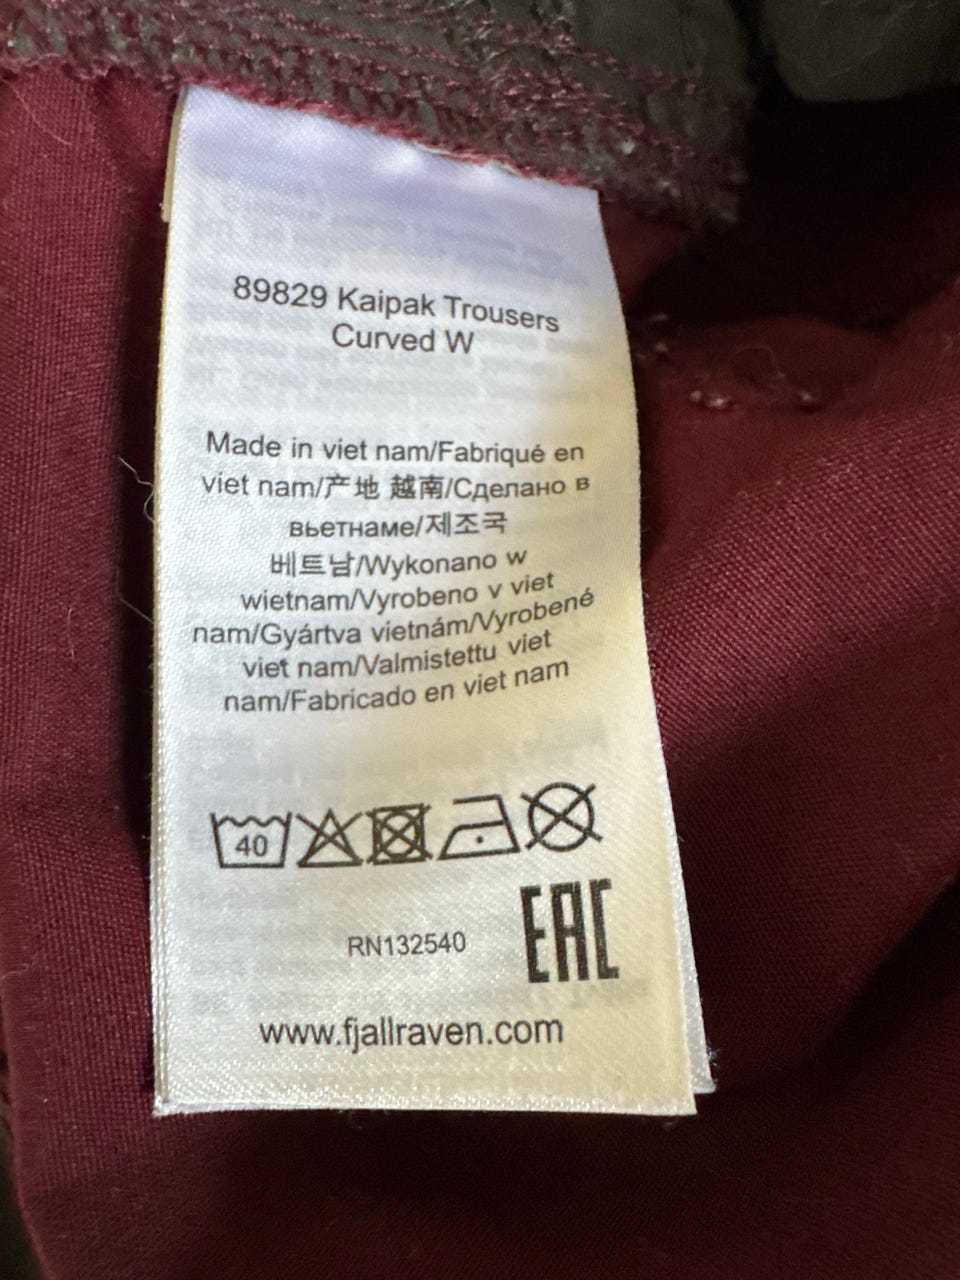 89829 Kaipak Trousers
Curved W
Made in viet nam/Fabriqué en
viet nam/产地 越南/Сделано в
вьетнаме/제조국
베트남/Wykonano w
wietnam/Vyrobeno v viet
nam/Gyártva vietnám/Vyrobené
viet nam/Valmistettu viet
nam/Fabricado en viet nam
40
EAC
RN132540
www.fjallraven.com